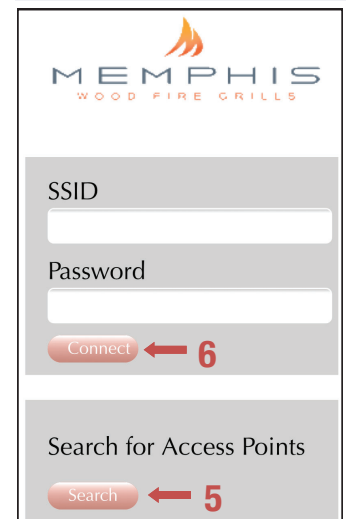 MEMPHIS
WOOD FIRE GRILLS
SSID
Password
Connect 6
Search for Access Points
Search 5